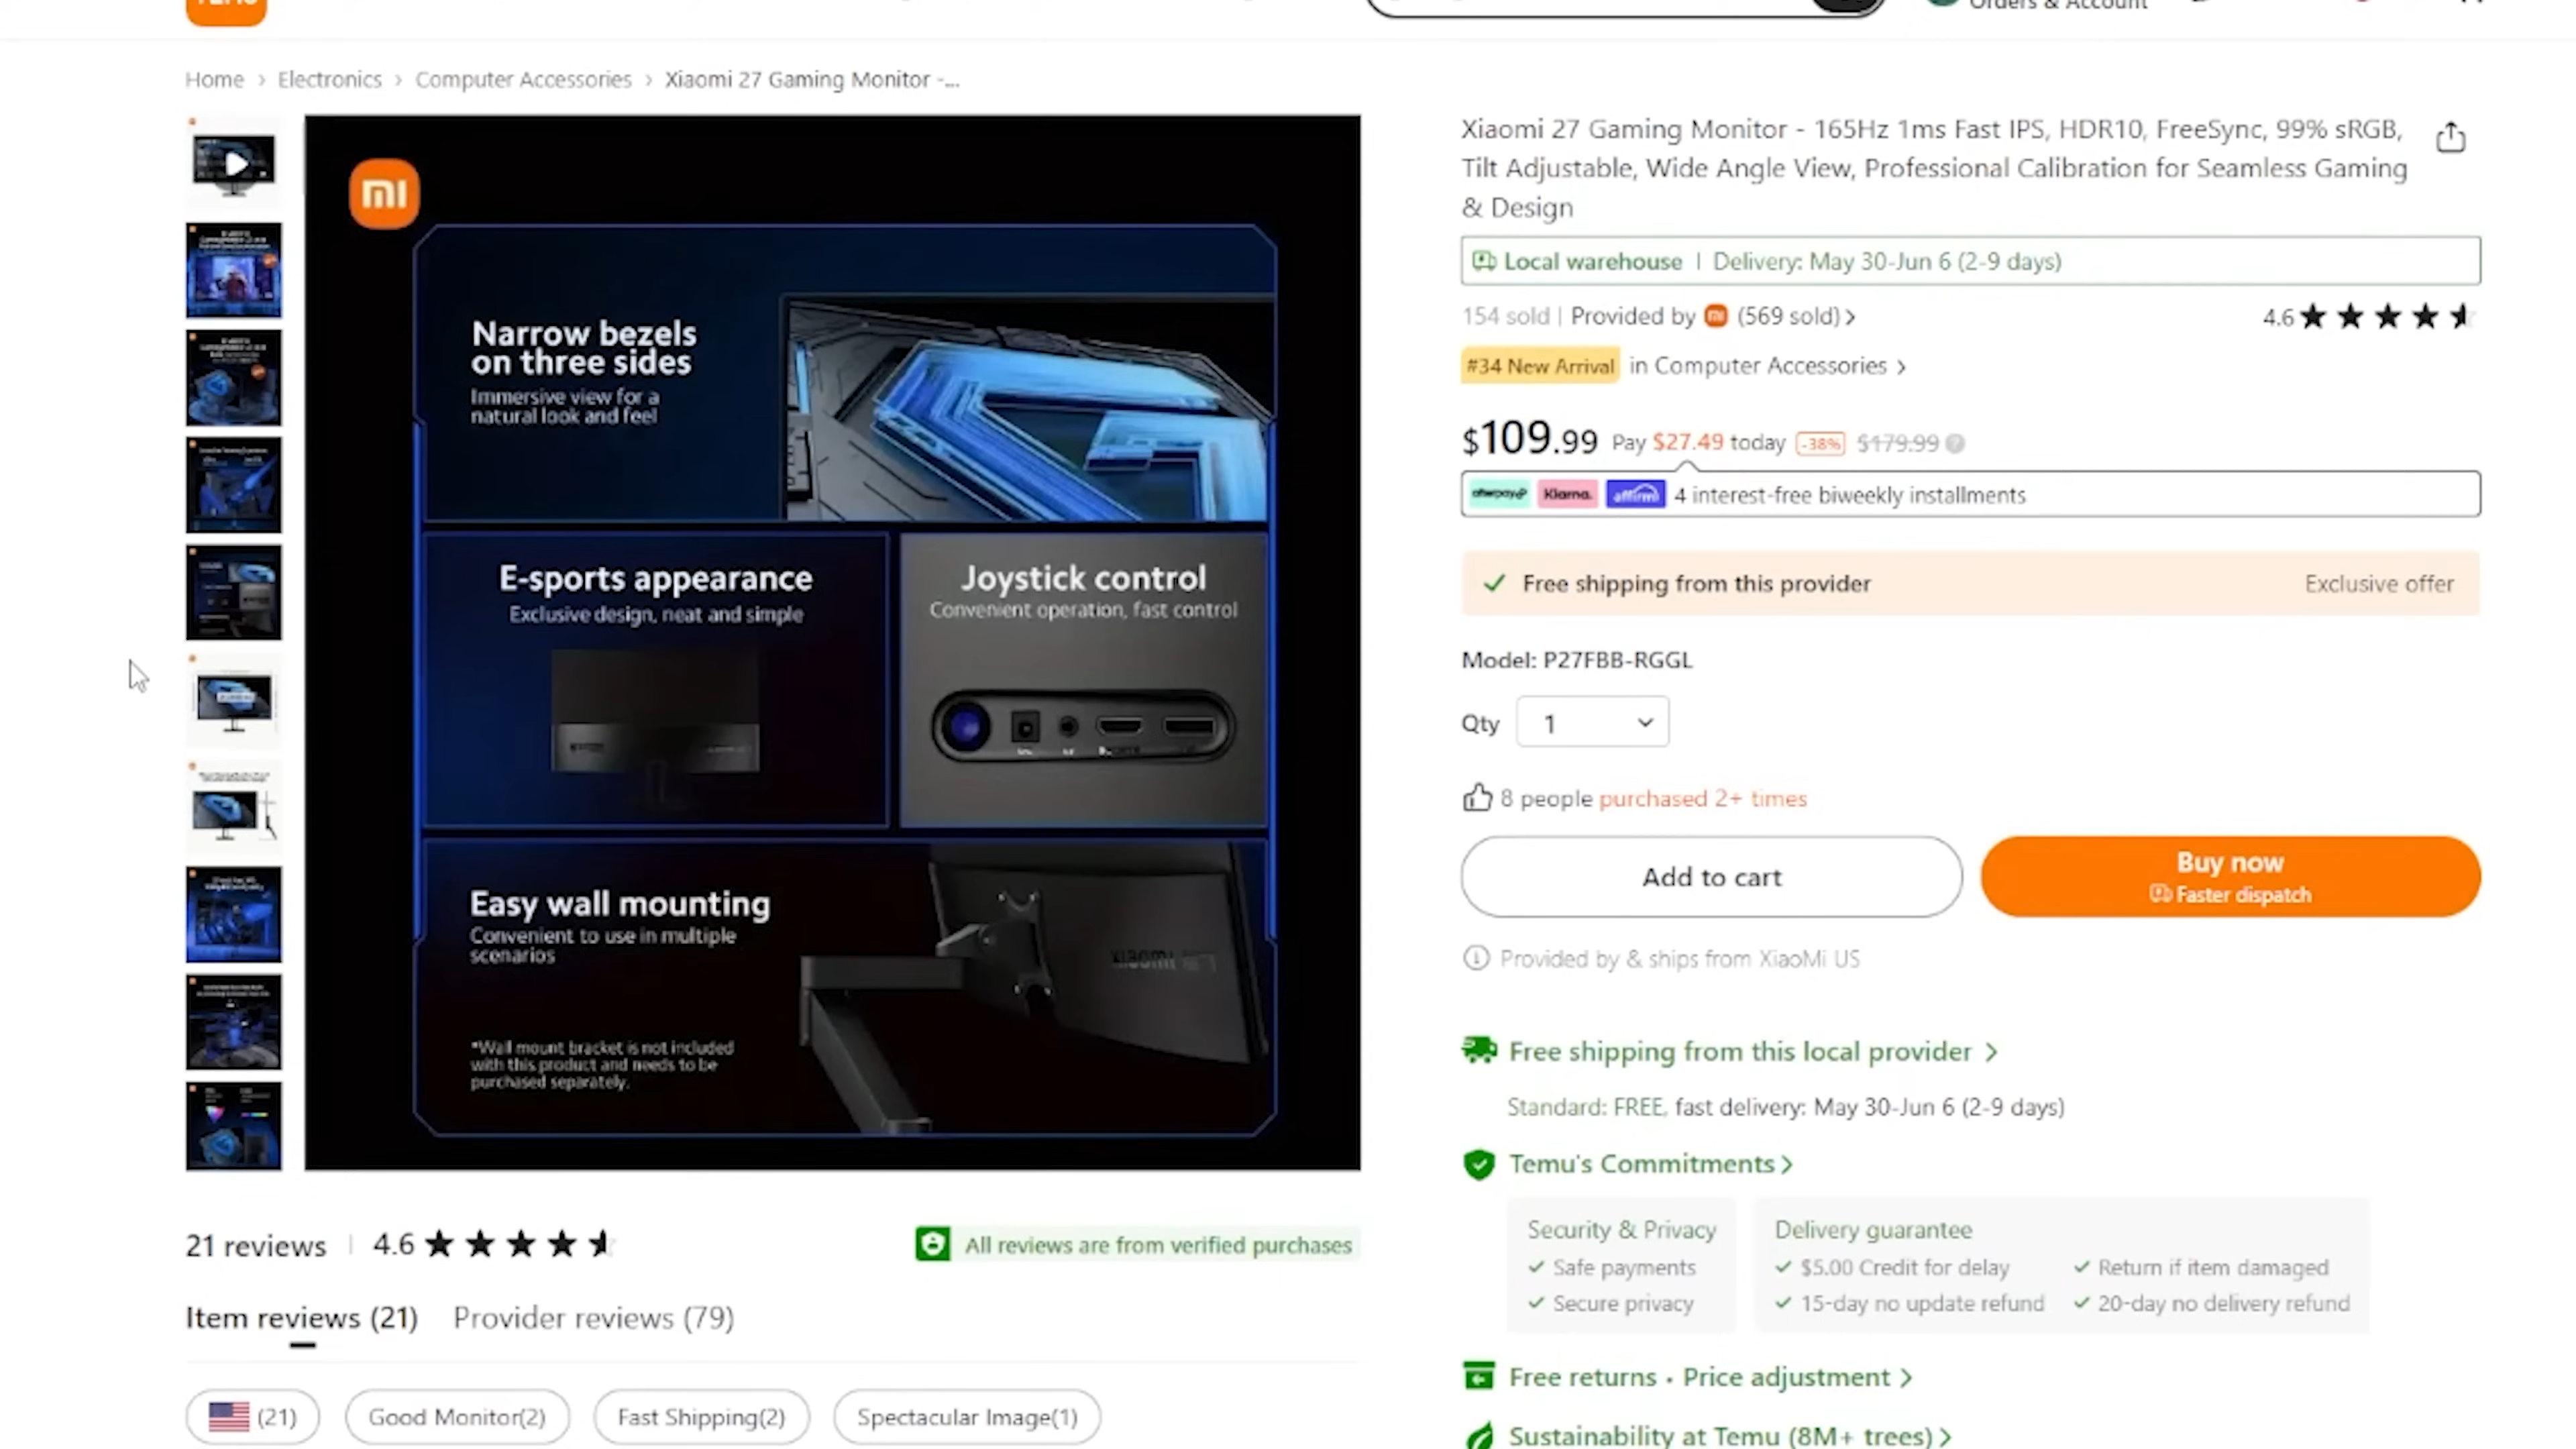 Orders & Account
Home › Electronics › Computer Accessories › Xiaomi 27 Gaming Monitor -...
Narrow bezels
on three sides
Immersive view for a
natural look and feel
E-sports appearance
Exclusive design, neat and simple
Joystick control
Convenient operation, fast control
Easy wall mounting
Convenient to use in multiple
scenarios
XIAOMI
*Wall mount bracket is not included
with this product and needs to be
purchased separately.
21 reviews | 4.6
All reviews are from verified purchases
Item reviews (21) Provider reviews (79)
(21) Good Monitor(2) Fast Shipping(2) Spectacular Image(1)
Xiaomi 27 Gaming Monitor - 165Hz 1ms Fast IPS, HDR10, FreeSync, 99% sRGB,
Tilt Adjustable, Wide Angle View, Professional Calibration for Seamless Gaming
& Design
Local warehouse | Delivery: May 30-Jun 6 (2-9 days)
154 sold | Provided by mi (569 sold) › 4.6
#34 New Arrival in Computer Accessories ›
$109.99 Pay $27.49 today -38% $179.99
afterpay Klarna. affirm 4 interest-free biweekly installments
Free shipping from this provider Exclusive offer
Model: P27FBB-RGGL
Qty 1
8 people purchased 2+ times
Add to cart
Buy now
Faster dispatch
Provided by & ships from XiaoMi US
Free shipping from this local provider ›
Standard: FREE, fast delivery: May 30-Jun 6 (2-9 days)
Temu's Commitments ›
Security & Privacy
Safe payments
Secure privacy
Delivery guarantee
$5.00 Credit for delay Return if item damaged
15-day no update refund 20-day no delivery refund
Free returns • Price adjustment ›
Sustainability at Temu (8M+ trees) ›